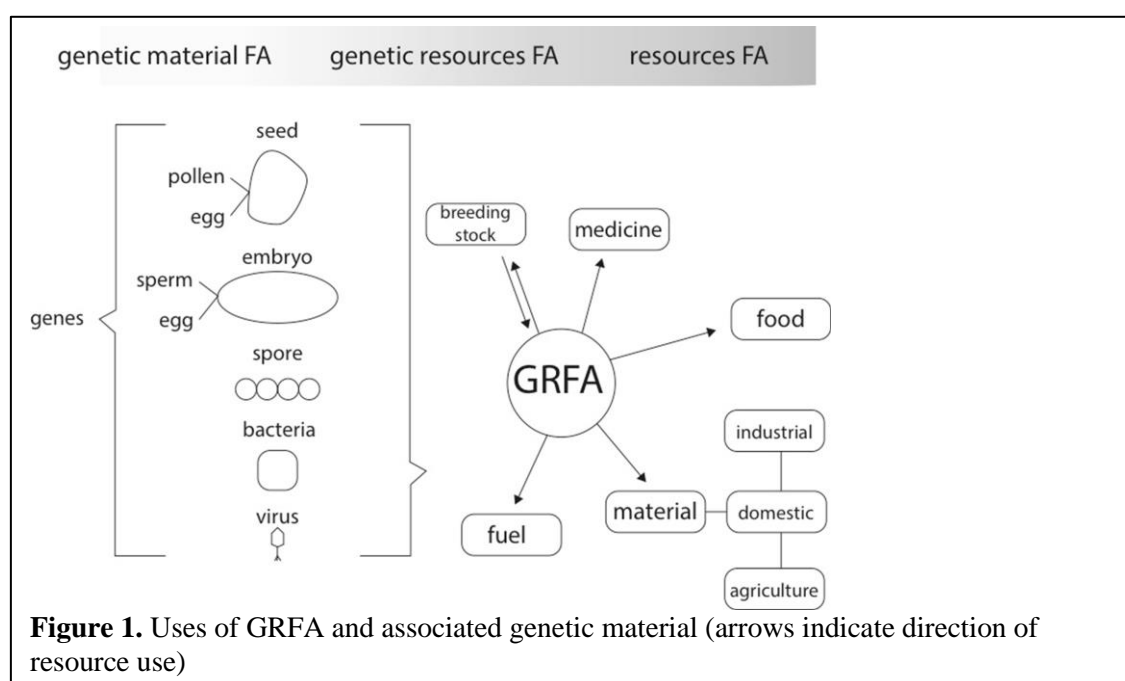 genetic material FA genetic resources FA resources FA
seed
pollen
egg
embryo
sperm
egg
genes
spore
bacteria
virus
breeding
stock
medicine
food
GRFA
industrial
material
domestic
fuel
agriculture
Figure 1. Uses of GRFA and associated genetic material (arrows indicate direction of
resource use)